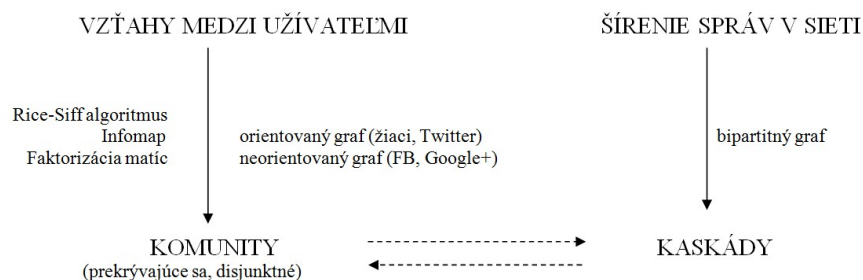 VZŤAHY MEDZI UŽÍVATEĽMI
ŠÍRENIE SPRÁV V SIETI
Rice-Siff algoritmus
Infomap
Faktorizácia matíc
orientovaný graf (žiaci, Twitter)
neorientovaný graf (FB, Google+)
bipartitný graf
KOMUNITY
(prekrývajúce sa, disjunktné)
KASKÁDY